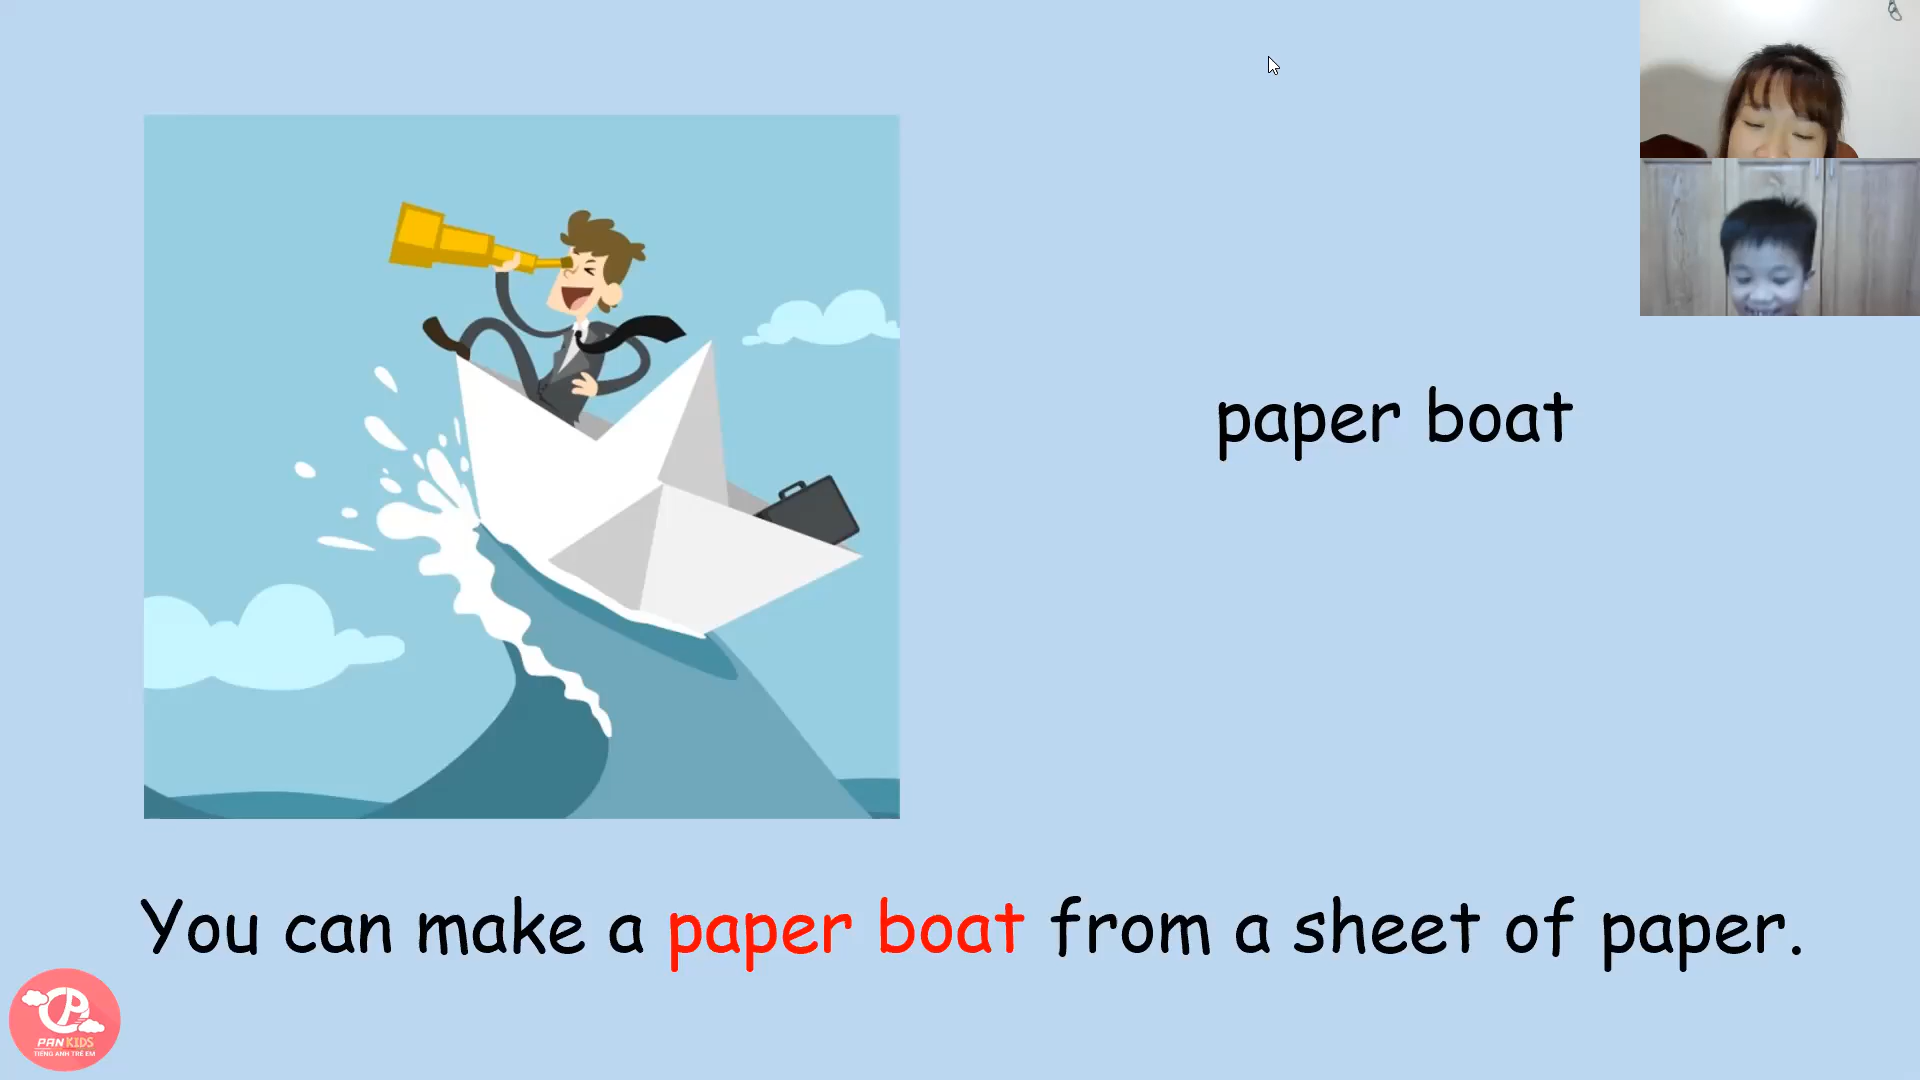 paper boat
You can make a paper boat from a sheet of paper.
PAN KIDS
TIẾNG ANH TRẺ EM